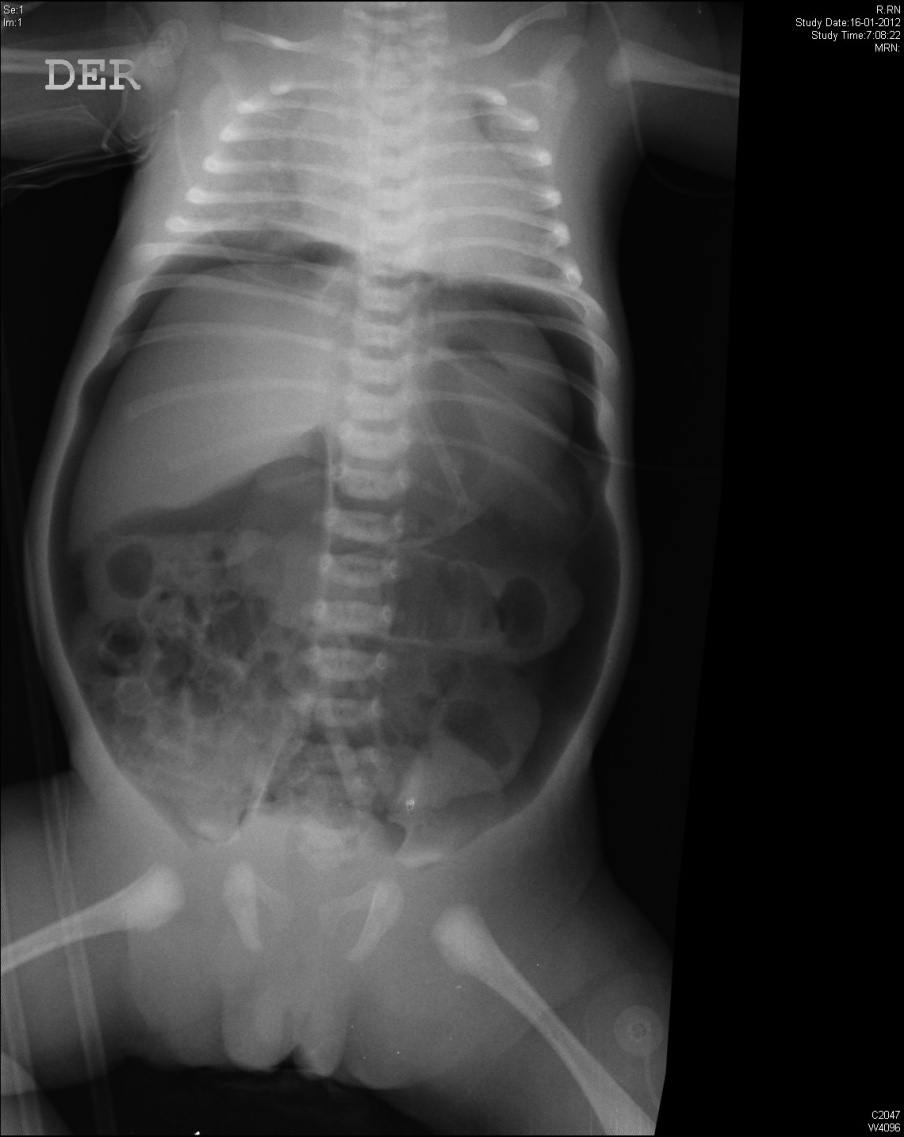 Se:1
Im:1
R.RN
Study Date:16-01-2012
Study Time:7:08:22
MRN:
DER
C2047
W4096